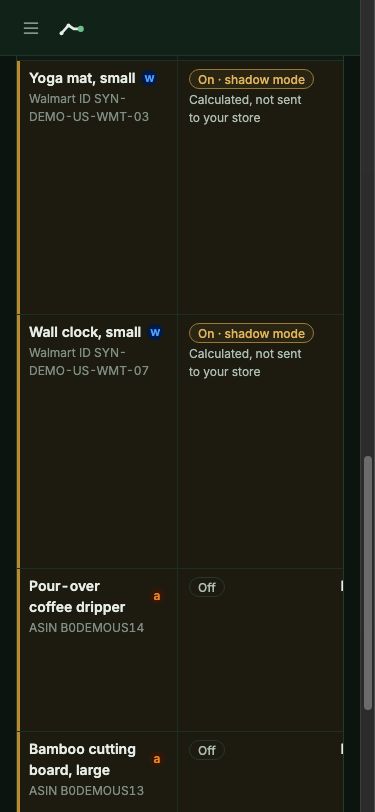 Yoga mat, small w
Walmart ID SYN-
DEMO-US-WMT-03
On · shadow mode
Calculated, not sent
to your store
Wall clock, small w
Walmart ID SYN-
DEMO-US-WMT-07
On · shadow mode
Calculated, not sent
to your store
Pour-over
coffee dripper a
ASIN B0DEMOUS14
Off
Bamboo cutting
board, large a
ASIN B0DEMOUS13
Off